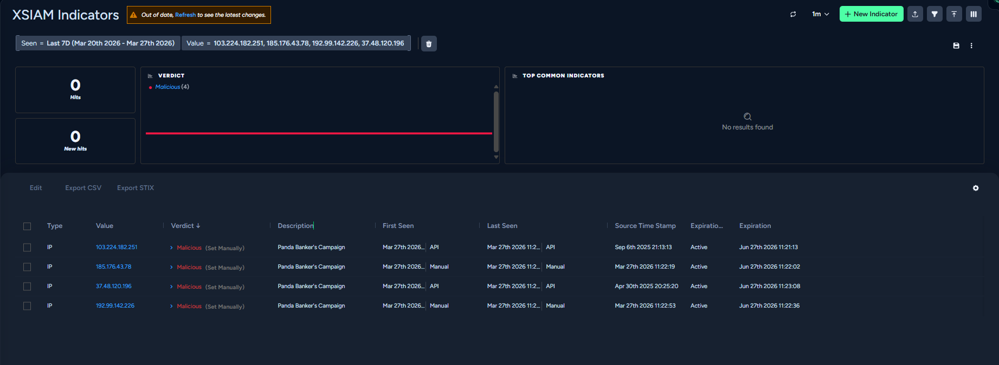 XSIAM Indicators
Out of date, Refresh to see the latest changes.
1m
+ New Indicator
Seen = Last 7D (Mar 20th 2026 - Mar 27th 2026)
Value = 103.224.182.251, 185.176.43.78, 192.99.142.226, 37.48.120.196
0
Hits
0
New hits
VERDICT
Malicious (4)
TOP COMMON INDICATORS
No results found
Edit Export CSV Export STIX
Type Value Verdict ↓ Description First Seen Last Seen Source Time Stamp Expiratio... Expiration
IP 103.224.182.251 > Malicious (Set Manually) Panda Banker's Campaign Mar 27th 2026... API Mar 27th 2026 11:2... API Sep 6th 2025 21:13:13 Active Jun 27th 2026 11:21:13
IP 185.176.43.78 > Malicious (Set Manually) Panda Banker's Campaign Mar 27th 2026... Manual Mar 27th 2026 11:2... Manual Mar 27th 2026 11:22:19 Active Jun 27th 2026 11:22:02
IP 37.48.120.196 > Malicious (Set Manually) Panda Banker's Campaign Mar 27th 2026... API Mar 27th 2026 11:2... API Apr 30th 2025 20:25:20 Active Jun 27th 2026 11:23:08
IP 192.99.142.226 > Malicious (Set Manually) Panda Banker's Campaign Mar 27th 2026... Manual Mar 27th 2026 11:2... Manual Mar 27th 2026 11:22:53 Active Jun 27th 2026 11:22:36